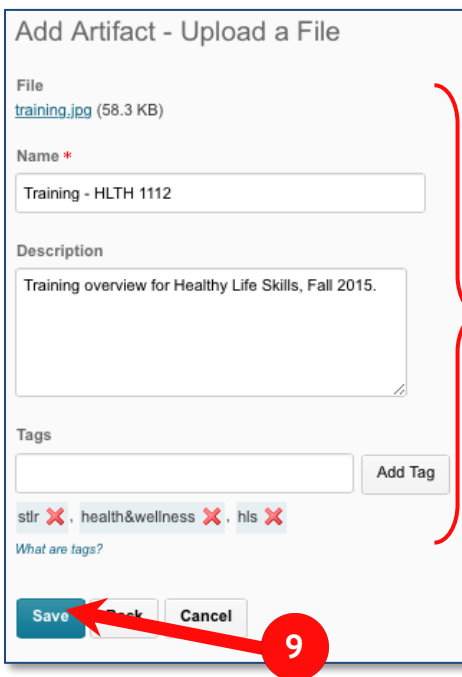 Add Artifact - Upload a File
File
training.jpg (58.3 KB)
Name *
Training - HLTH 1112
Description
Training overview for Healthy Life Skills, Fall 2015.
Tags
Add Tag
stlr , health&wellness , hls
What are tags?
Save Back Cancel
9